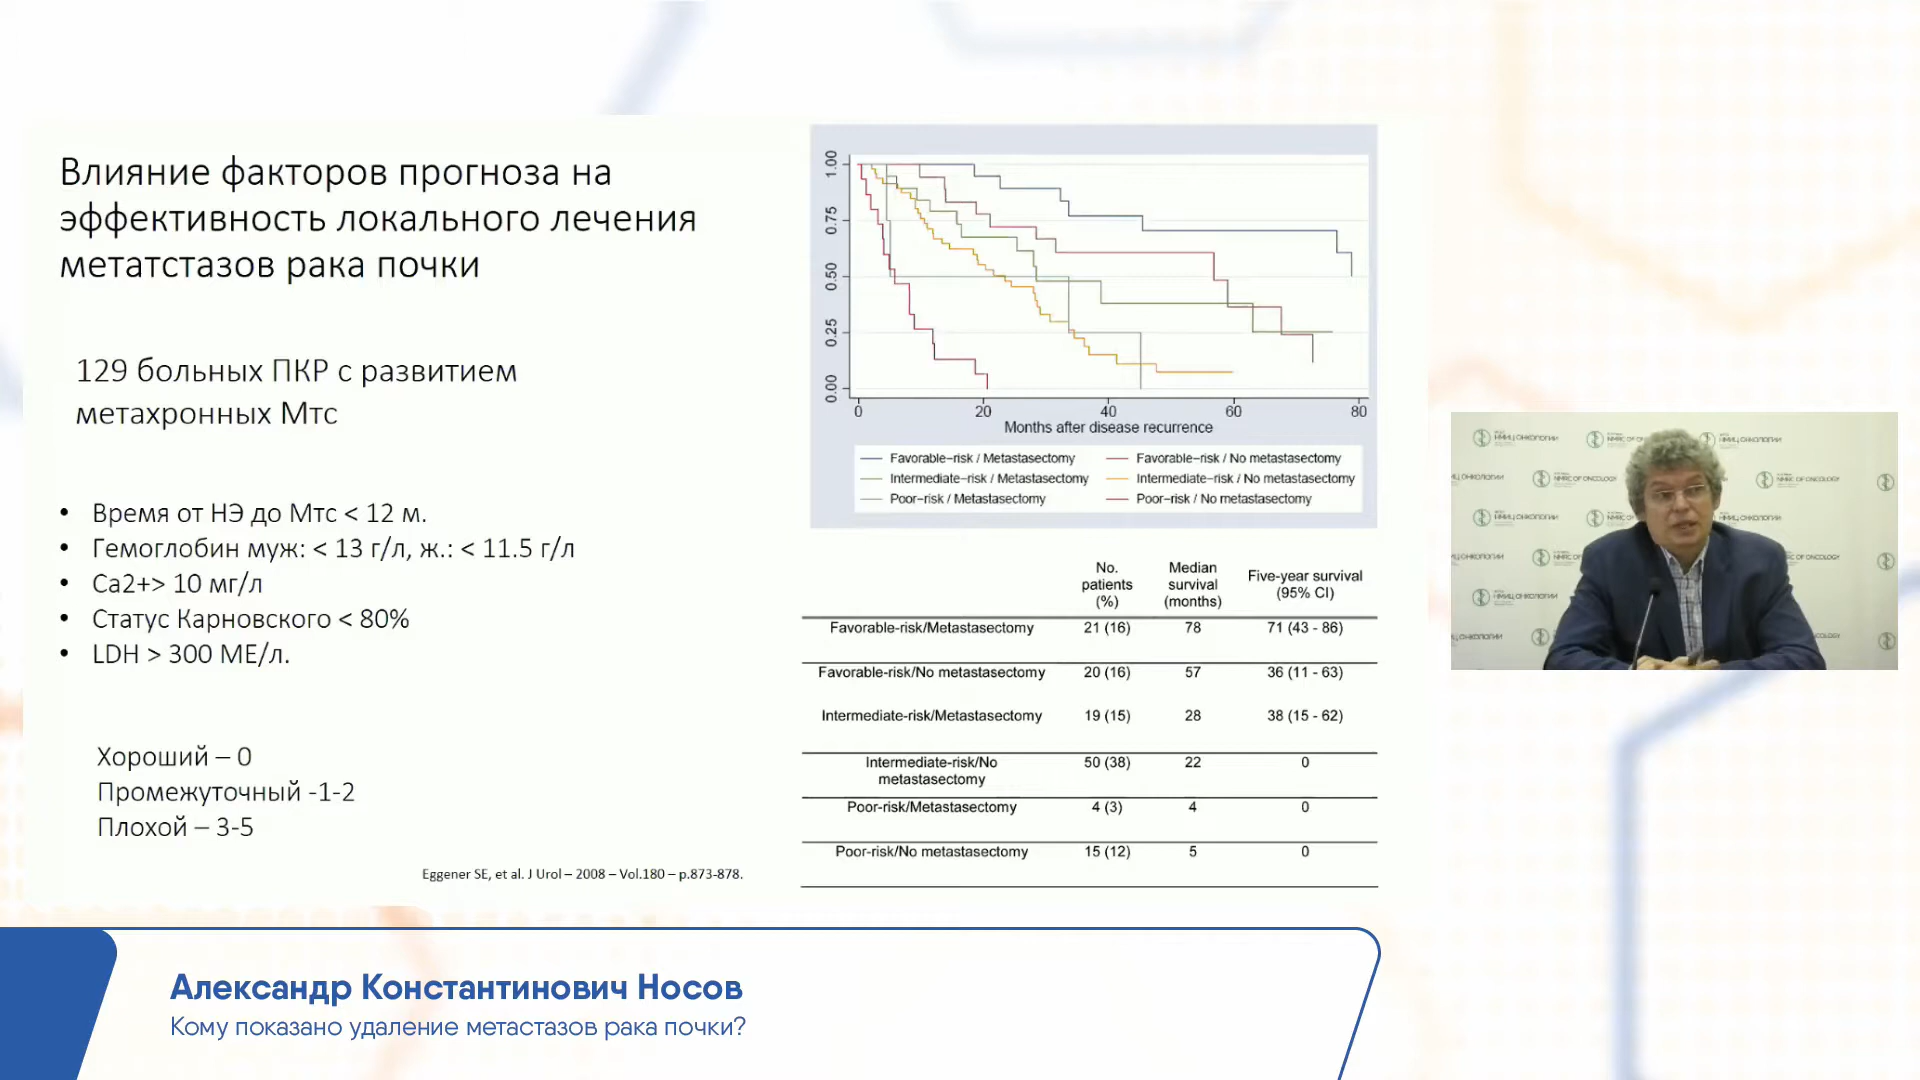 Влияние факторов прогноза на
эффективность локального лечения
метатстазов рака почки
129 больных ПКР с развитием
метахронных Мтс
• Время от НЭ до Мтс < 12 м.
• Гемоглобин муж: < 13 г/л, ж.: < 11.5 г/л
• Ca2+> 10 мг/л
• Статус Карновского < 80%
• LDH > 300 МЕ/л.
Хороший – 0
Промежуточный -1-2
Плохой – 3-5
Eggener SE, et al. J Urol – 2008 – Vol.180 – p.873-878.
1.00
0.75
0.50
0.25
0.00
0 20 40 60 80
Months after disease recurrence
Favorable-risk / Metastasectomy Favorable-risk / No metastasectomy
Intermediate-risk / Metastasectomy Intermediate-risk / No metastasectomy
Poor-risk / Metastasectomy Poor-risk / No metastasectomy
No. patients (%) Median survival (months) Five-year survival (95% CI)
Favorable-risk/Metastasectomy 21 (16) 78 71 (43 - 86)
Favorable-risk/No metastasectomy 20 (16) 57 36 (11 - 63)
Intermediate-risk/Metastasectomy 19 (15) 28 38 (15 - 62)
Intermediate-risk/No metastasectomy 50 (38) 22 0
Poor-risk/Metastasectomy 4 (3) 4 0
Poor-risk/No metastasectomy 15 (12) 5 0
НМИЦ ОНКОЛОГИИ
NMRC OF ONCOLOGY
Александр Константинович Носов
Кому показано удаление метастазов рака почки?